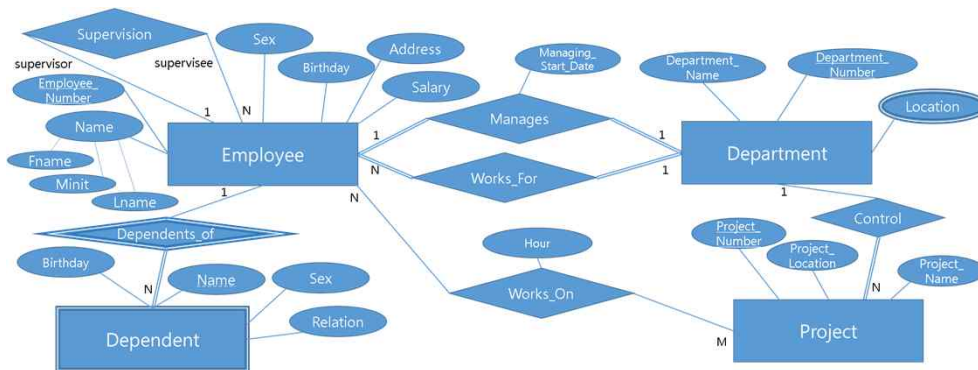 Supervision
supervisor
supervisee
1
N
Employee_
Number
Name
Fname
Minit
Lname
Sex
Birthday
Address
Salary
Employee
1
N
N
1
Managing_
Start_Date
Manages
Works_For
1
1
Department_
Name
Department_
Number
Location
Department
1
Control
N
Dependents_of
N
Birthday
Name
Sex
Relation
Dependent
Hour
Works_On
M
Project_
Number
Project_
Location
Project_
Name
Project